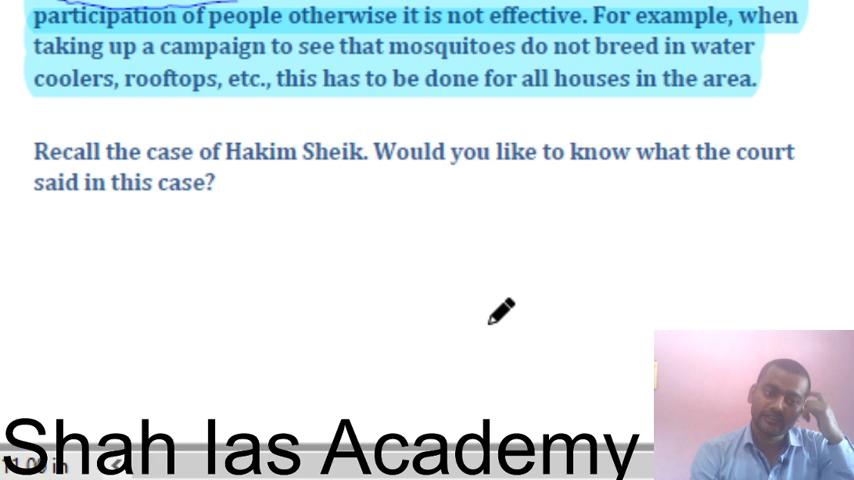 participation of people otherwise it is not effective. For example, when
taking up a campaign to see that mosquitoes do not breed in water
coolers, rooftops, etc., this has to be done for all houses in the area.
Recall the case of Hakim Sheik. Would you like to know what the court
said in this case?
Shah Ias Academy
in